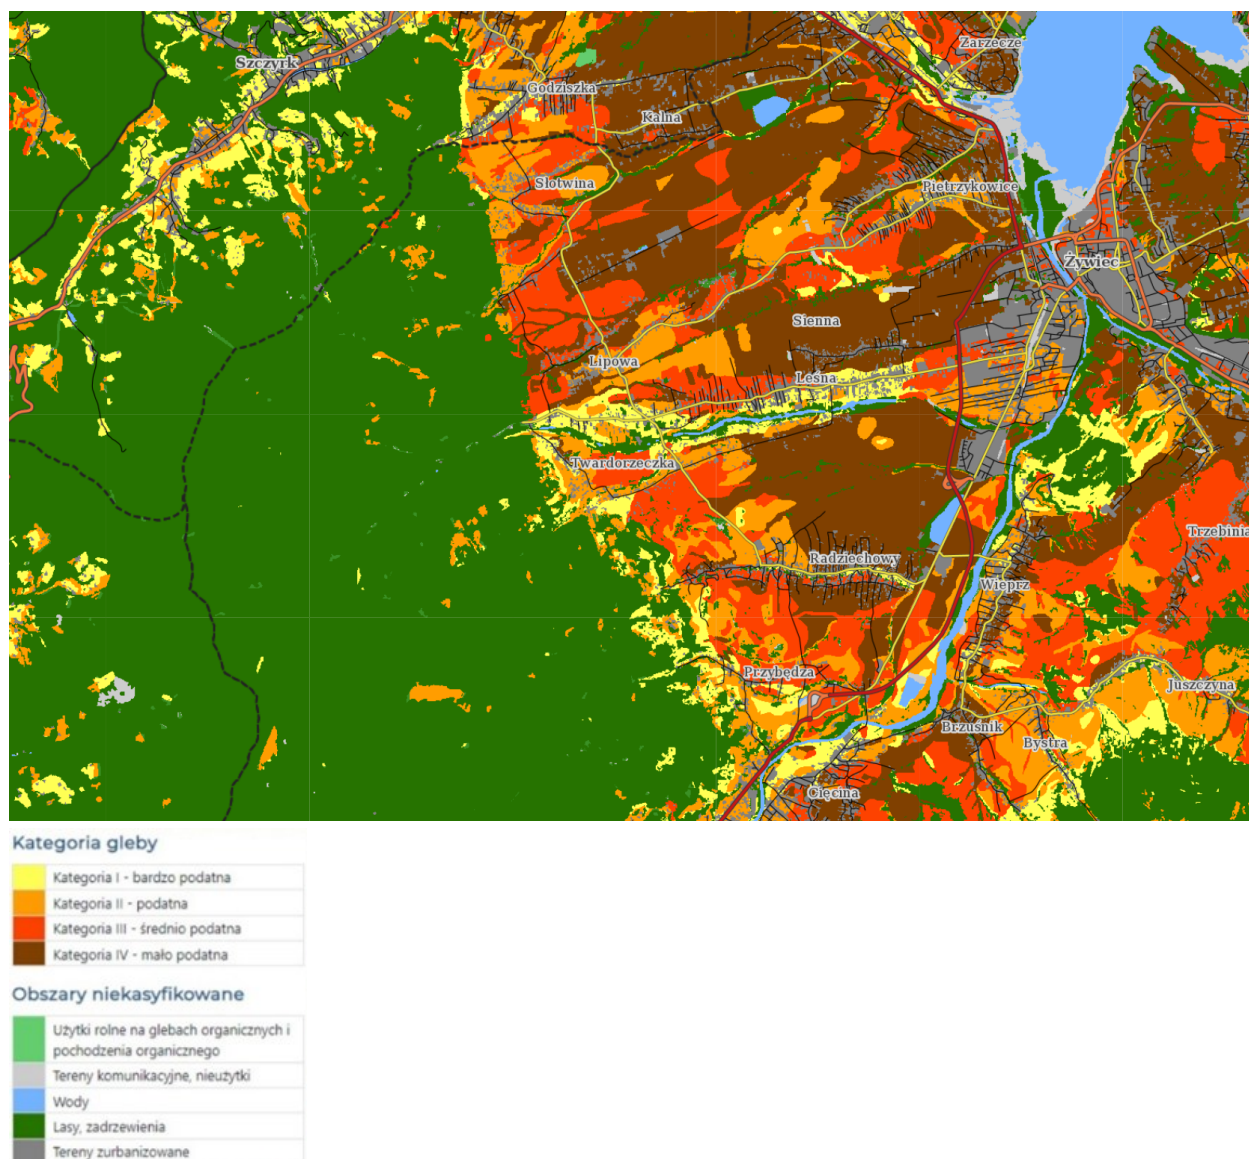 Szczyrk
Zarzecze
Godziszka
Kalna
Słotwina
Pietrzykowice
Żywiec
Sienna
Lipowa
Leśna
Twardorzeczka
Trzebinia
Radziechowy
Wieprz
Przybędza
Juszczyna
Brzuśnik
Bystra
Cięcina
Kategoria gleby
Kategoria I - bardzo podatna
Kategoria II - podatna
Kategoria III - średnio podatna
Kategoria IV - mało podatna
Obszary niekasyfikowane
Użytki rolne na glebach organicznych i
pochodzenia organicznego
Tereny komunikacyjne, nieużytki
Wody
Lasy, zadrzewienia
Tereny zurbanizowane